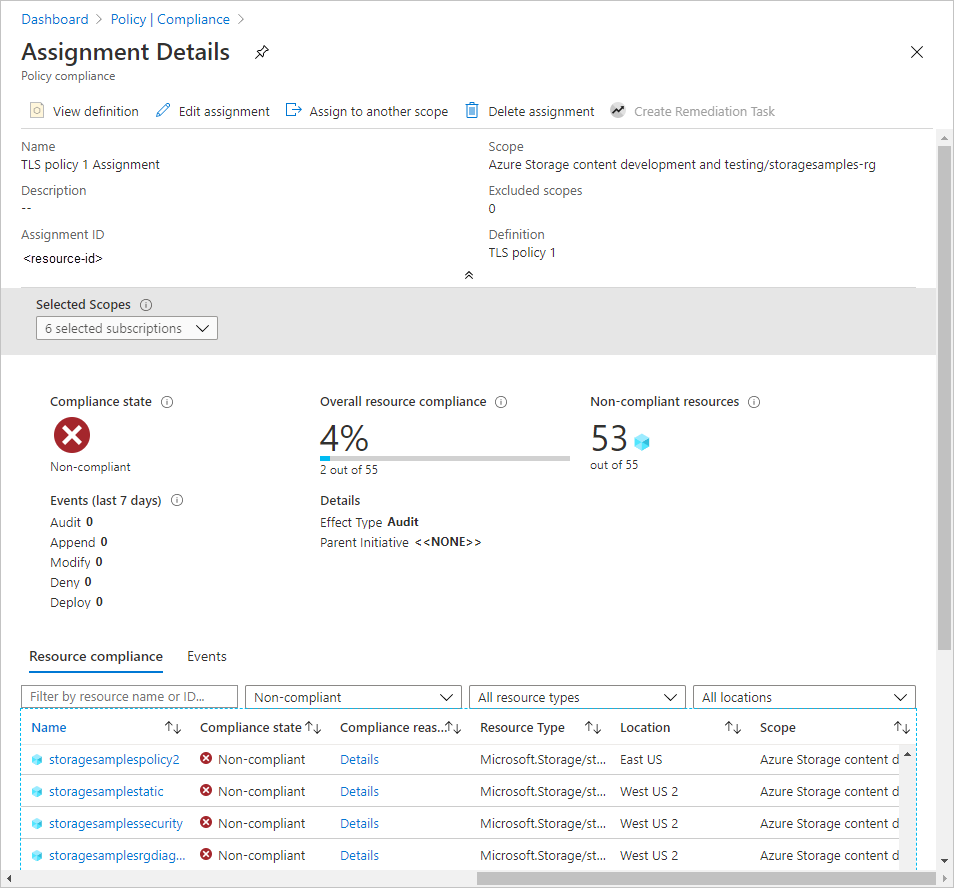 Dashboard > Policy | Compliance >
Assignment Details
Policy compliance
View definition Edit assignment Assign to another scope Delete assignment Create Remediation Task
Name
TLS policy 1 Assignment
Description
--
Assignment ID
<resource-id>
Scope
Azure Storage content development and testing/storagesamples-rg
Excluded scopes
0
Definition
TLS policy 1
Selected Scopes
6 selected subscriptions
Compliance state
Non-compliant
Overall resource compliance
4%
2 out of 55
Non-compliant resources
53
out of 55
Events (last 7 days)
Audit 0
Append 0
Modify 0
Deny 0
Deploy 0
Details
Effect Type Audit
Parent Initiative <<NONE>>
Resource compliance Events
Filter by resource name or ID... Non-compliant All resource types All locations
Name Compliance state Compliance reas... Resource Type Location Scope
storagesamplespolicy2 Non-compliant Details Microsoft.Storage/st... East US Azure Storage content d
storagesamplestatic Non-compliant Details Microsoft.Storage/st... West US 2 Azure Storage content d
storagesamplessecurity Non-compliant Details Microsoft.Storage/st... West US 2 Azure Storage content d
storagesamplesrgdiag... Non-compliant Details Microsoft.Storage/st... West US 2 Azure Storage content d